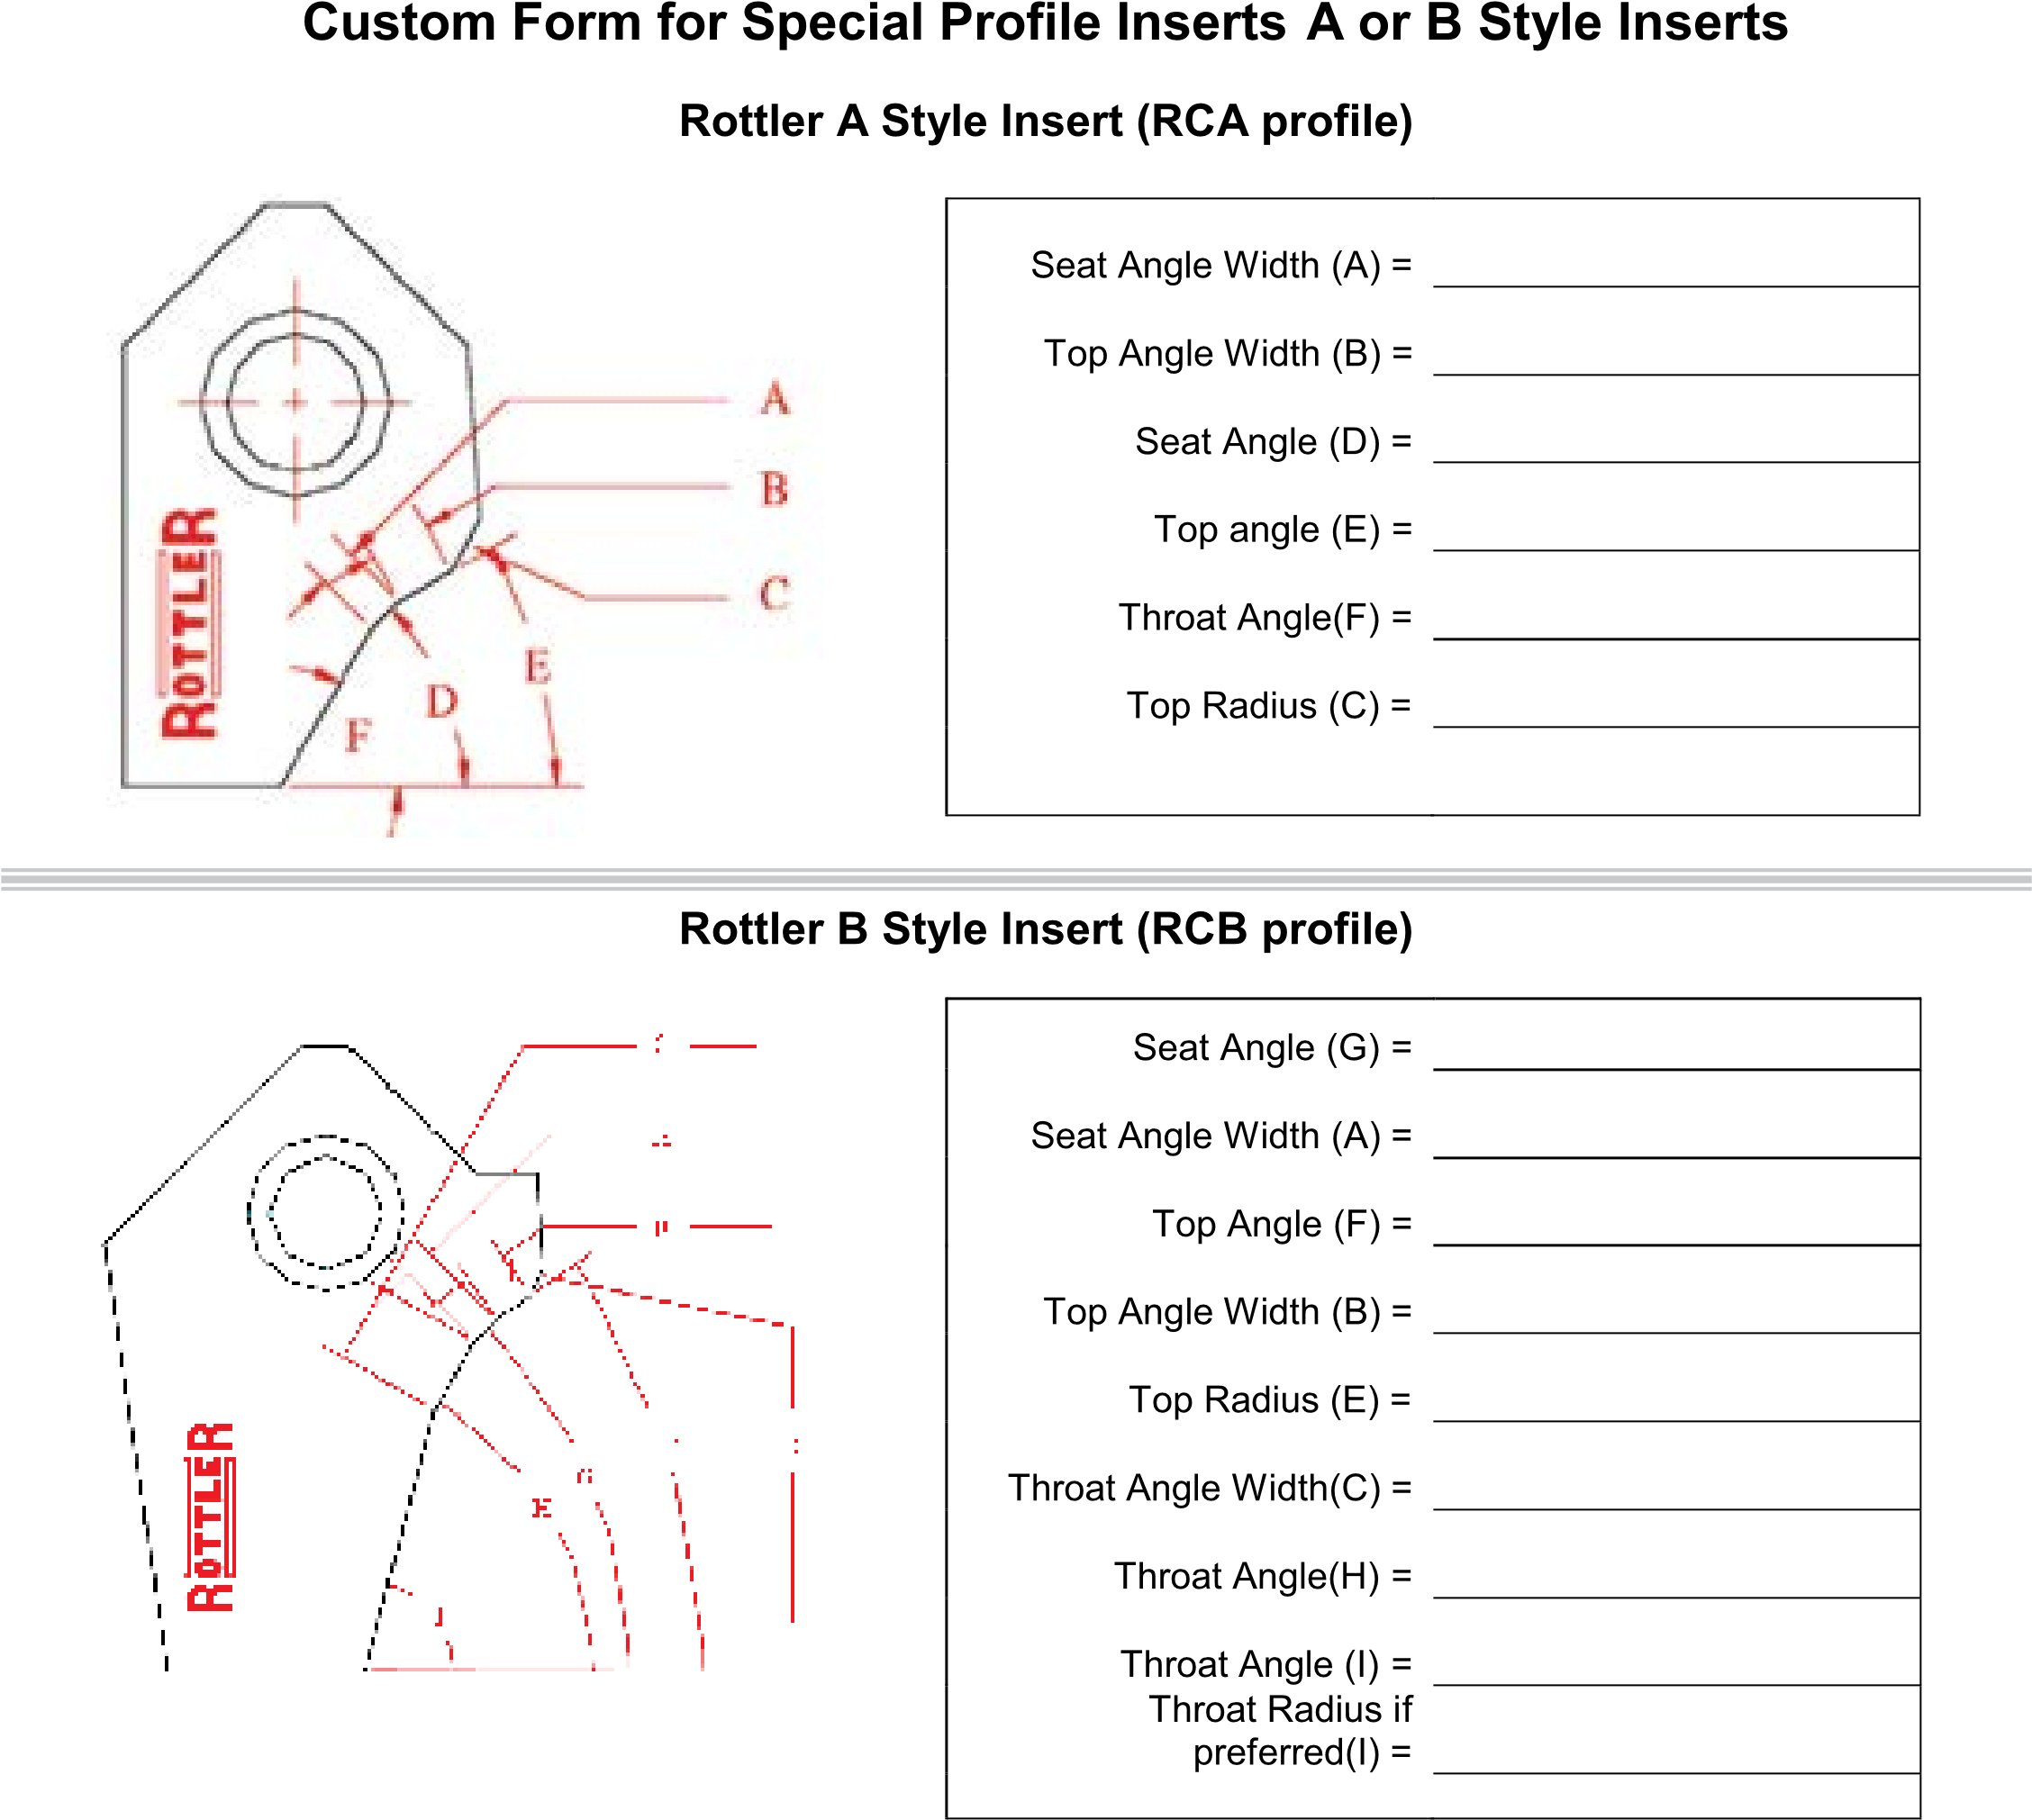 Custom Form for Special Profile Inserts A or B Style Inserts
Rottler A Style Insert (RCA profile)
A
B
C
E
D
F
ROTTLER
Seat Angle Width (A) =
Top Angle Width (B) =
Seat Angle (D) =
Top angle (E) =
Throat Angle(F) =
Top Radius (C) =
Rottler B Style Insert (RCB profile)
ROTTLER
J
Seat Angle (G) =
Seat Angle Width (A) =
Top Angle (F) =
Top Angle Width (B) =
Top Radius (E) =
Throat Angle Width(C) =
Throat Angle(H) =
Throat Angle (I) =
Throat Radius if
preferred(I) =